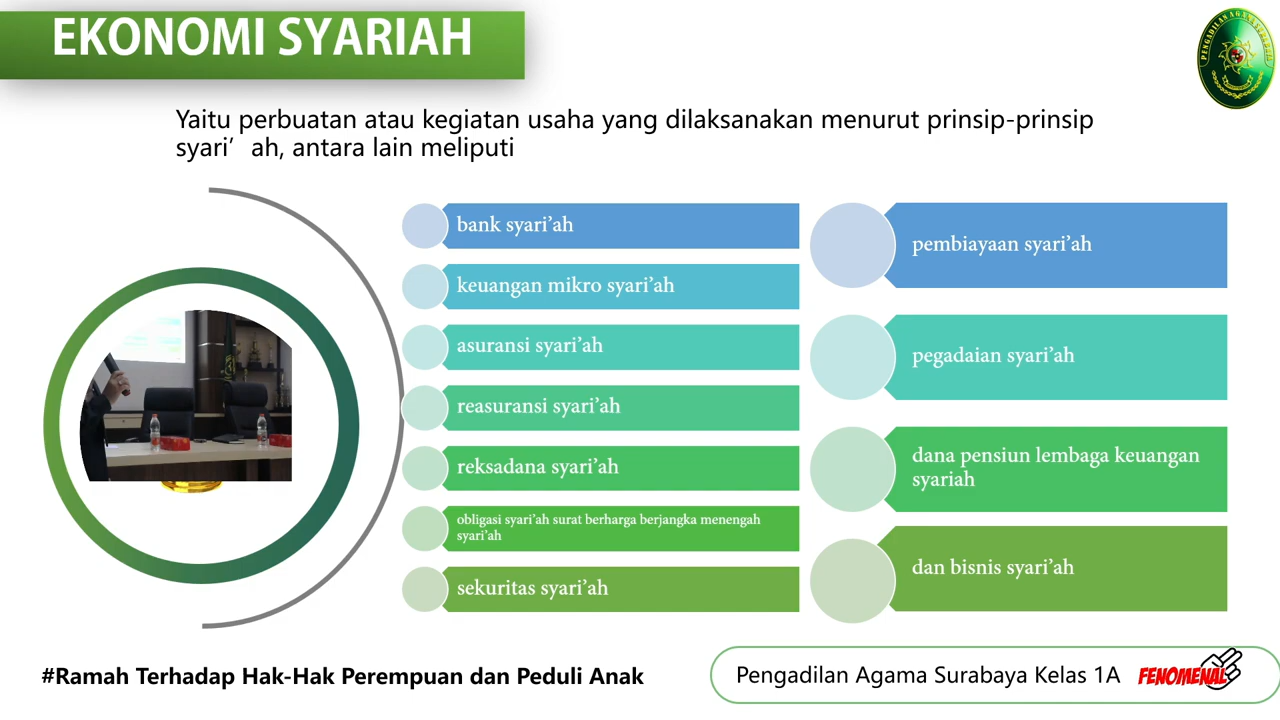 EKONOMI SYARIAH
Yaitu perbuatan atau kegiatan usaha yang dilaksanakan menurut prinsip-prinsip
syari’ ah, antara lain meliputi
bank syari’ah
keuangan mikro syari’ah
asuransi syari’ah
reasuransi syari’ah
reksadana syari’ah
obligasi syari’ah surat berharga berjangka menengah
syari’ah
sekuritas syari’ah
pembiayaan syari’ah
pegadaian syari’ah
dana pensiun lembaga keuangan
syariah
dan bisnis syari’ah
#Ramah Terhadap Hak-Hak Perempuan dan Peduli Anak
Pengadilan Agama Surabaya Kelas 1A
FENOMENAL
PENGADILAN AGAMA SURABAYA